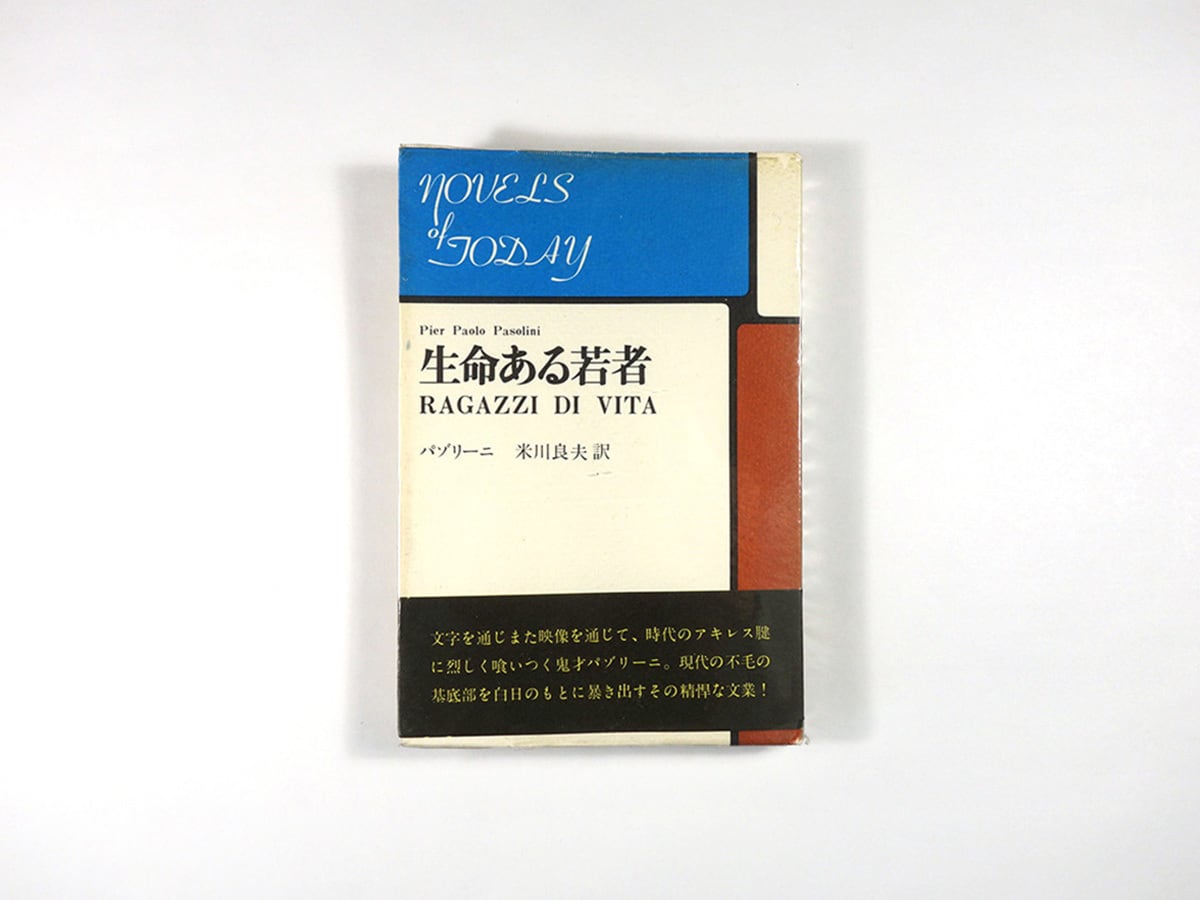 NOVELS
of TODAY
Pier Paolo Pasolini
生命ある若者
RAGAZZI DI VITA
パゾリーニ 米川良夫訳
文字を通じまた映像を通じて、時代のアキレス腱
に烈しく喰いつく鬼才パゾリーニ。現代の不毛の
基底部を白日のもとに暴き出すその精悍な文業！